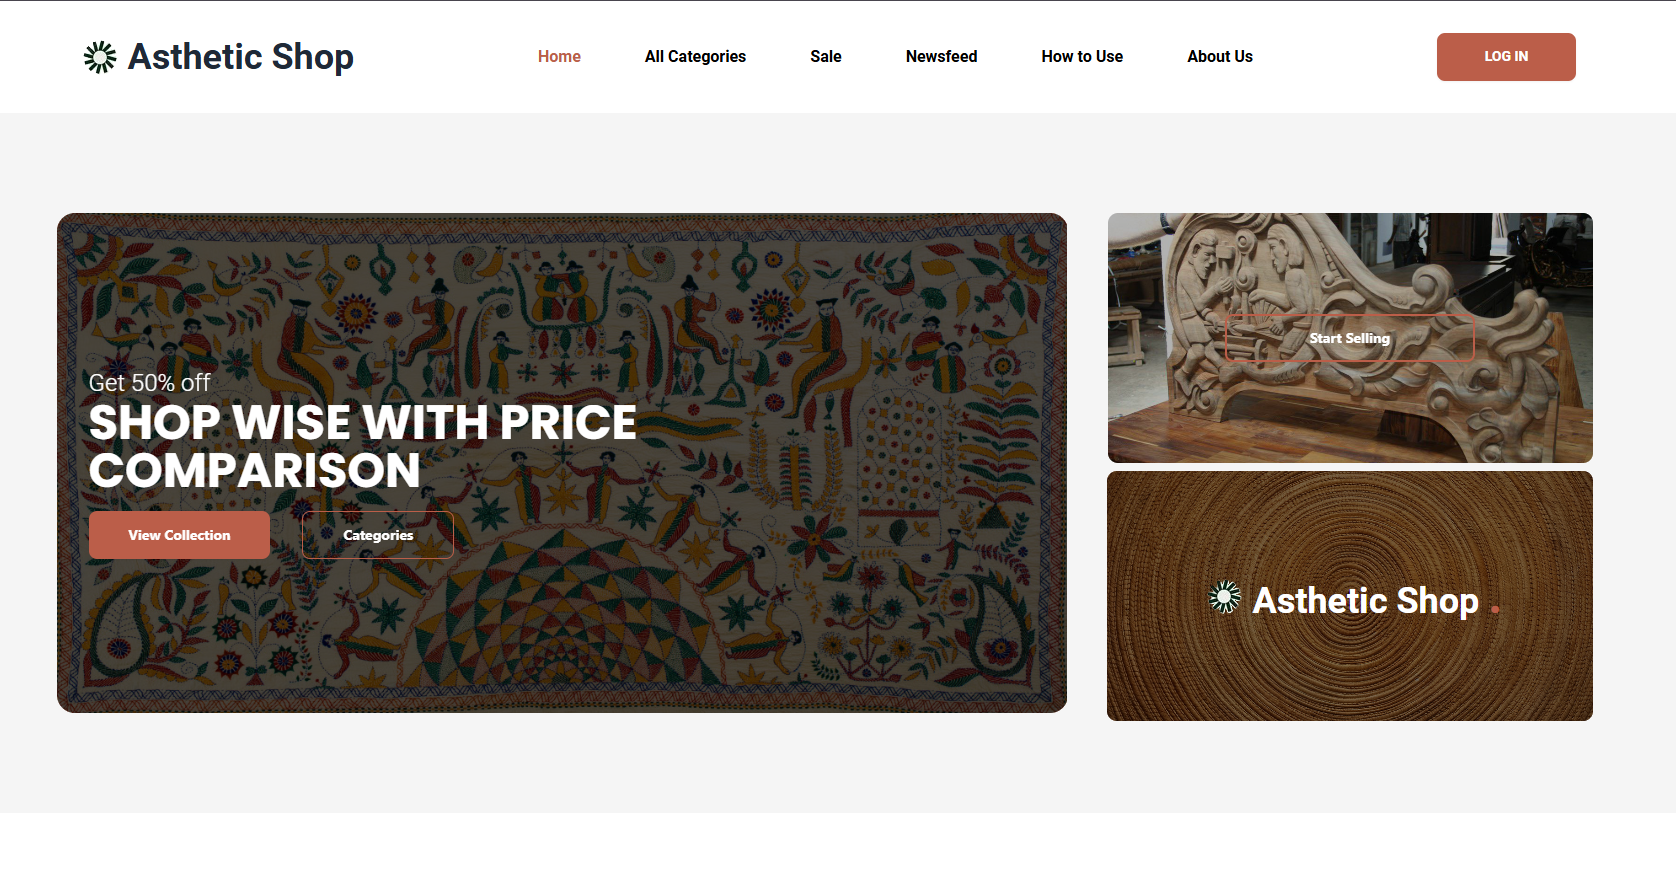 Asthetic Shop
Home
All Categories
Sale
Newsfeed
How to Use
About Us
LOG IN
Get 50% off
SHOP WISE WITH PRICE
COMPARISON
View Collection
Categories
Start Selling
Asthetic Shop .